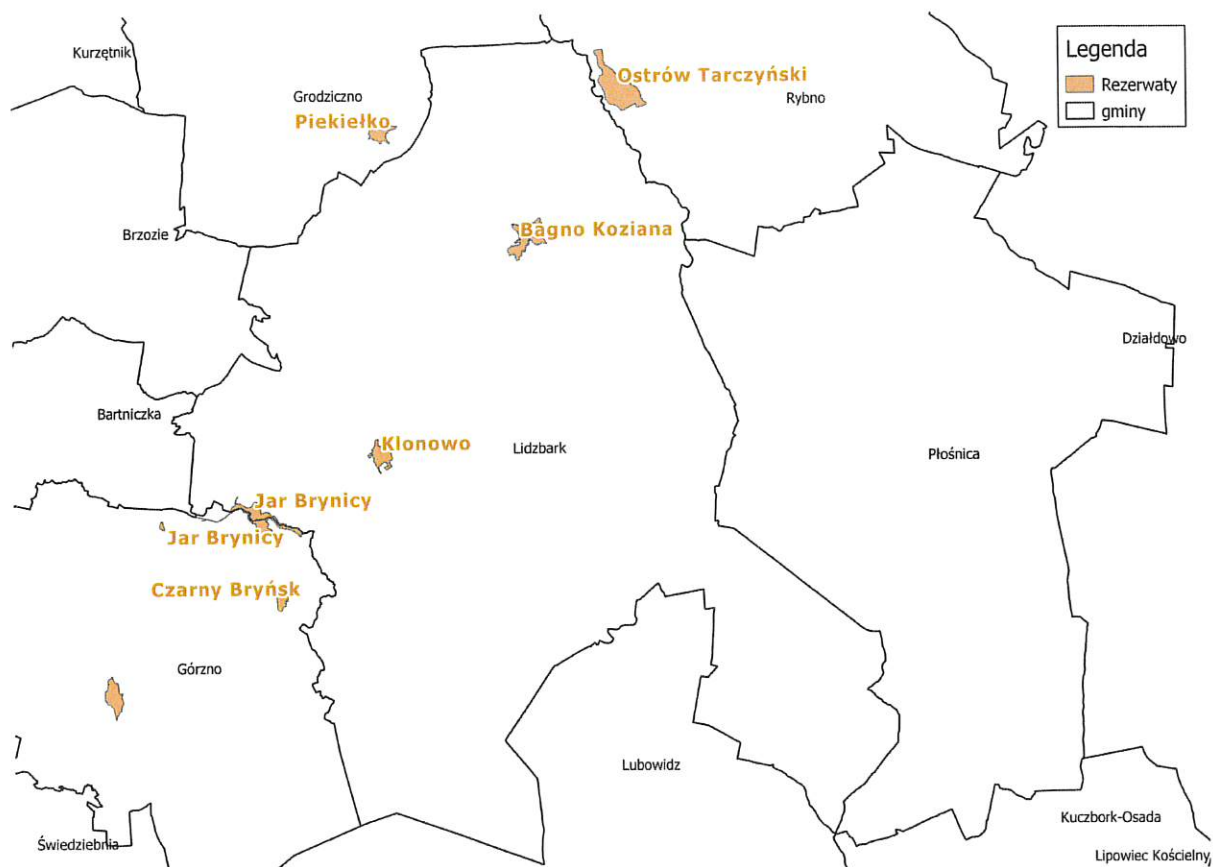 Kurzętnik
Legenda
Rezerwaty
gminy
Ostrów Tarczyński
Grodziczno
Rybno
Piekiełko
Brzozie
Bagno Koziana
Działdowo
Bartniczka
Klonowo
Lidzbark
Płośnica
Jar Brynicy
Jar Brynicy
Czarny Bryńsk
Górzno
Lubowidz
Kuczbork-Osada
Świedziebnia
Lipowiec Kościelny